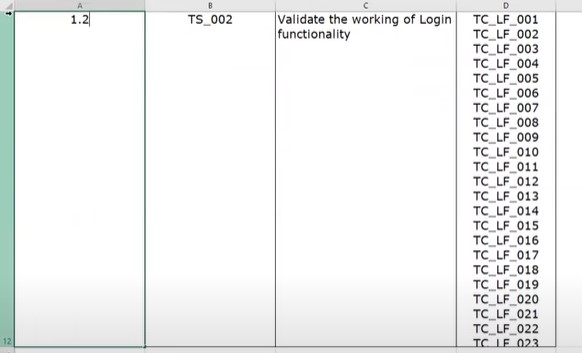 A B C D
1.2 TS_002 Validate the working of Login TC_LF_001
functionality TC_LF_002
TC_LF_003
TC_LF_004
TC_LF_005
TC_LF_006
TC_LF_007
TC_LF_008
TC_LF_009
TC_LF_010
TC_LF_011
TC_LF_012
TC_LF_013
TC_LF_014
TC_LF_015
TC_LF_016
TC_LF_017
TC_LF_018
TC_LF_019
TC_LF_020
TC_LF_021
TC_LF_022
12 TC_LF_023